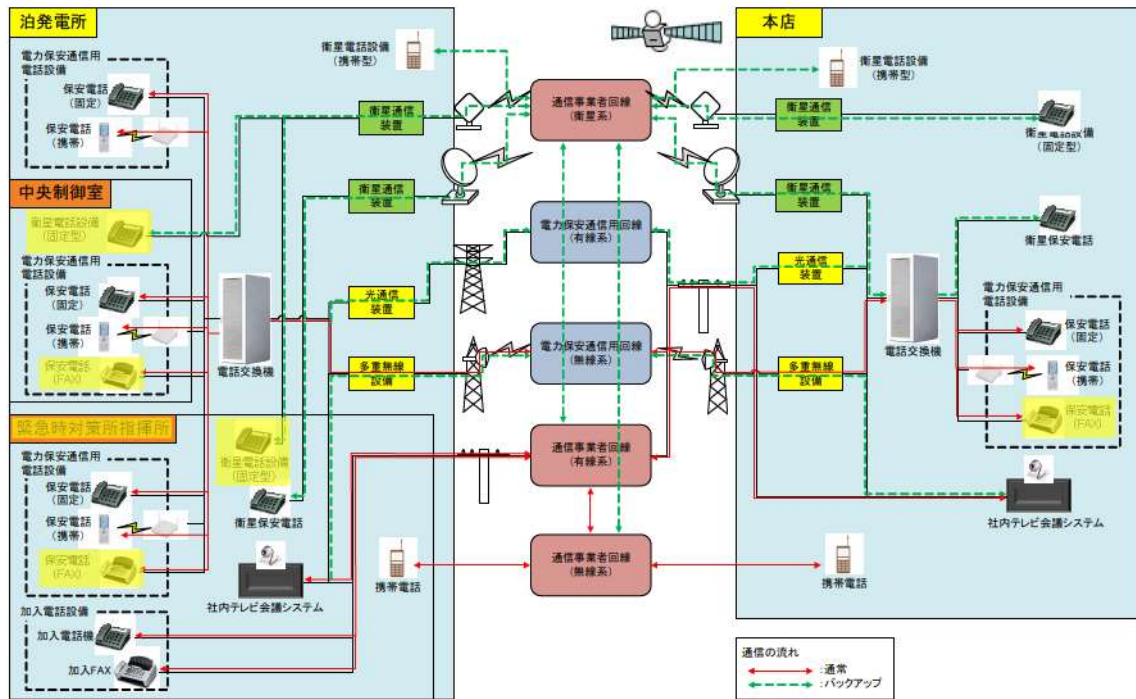 泊発電所
電力保安通信用
電話設備
保安電話
(固定)
保安電話
(携帯)
中央制御室
衛星電話設備
(固定型)
電力保安通信用
電話設備
保安電話
(固定)
保安電話
(携帯)
保安電話
(FAX)
緊急時対策所指揮所
電力保安通信用
電話設備
保安電話
(固定)
保安電話
(携帯)
保安電話
(FAX)
加入電話設備
加入電話機
加入FAX
電話交換機
衛星電話設備
(固定型)
衛星保安電話
社内テレビ会議システム
衛星電話設備
(携帯型)
衛星通信
装置
衛星通信
装置
光通信
装置
多重無線
設備
携帯電話
通信事業者回線
(衛星系)
電力保安通信用回線
(有線系)
電力保安通信用回線
(無線系)
通信事業者回線
(有線系)
通信事業者回線
(無線系)
本店
衛星電話設備
(携帯型)
衛星通信
装置
衛星電話設備
(固定型)
衛星通信
装置
衛星保安電話
光通信
装置
多重無線
設備
電話交換機
電力保安通信用
電話設備
保安電話
(固定)
保安電話
(携帯)
保安電話
(FAX)
社内テレビ会議システム
携帯電話
通信の流れ
:通常
:バックアップ